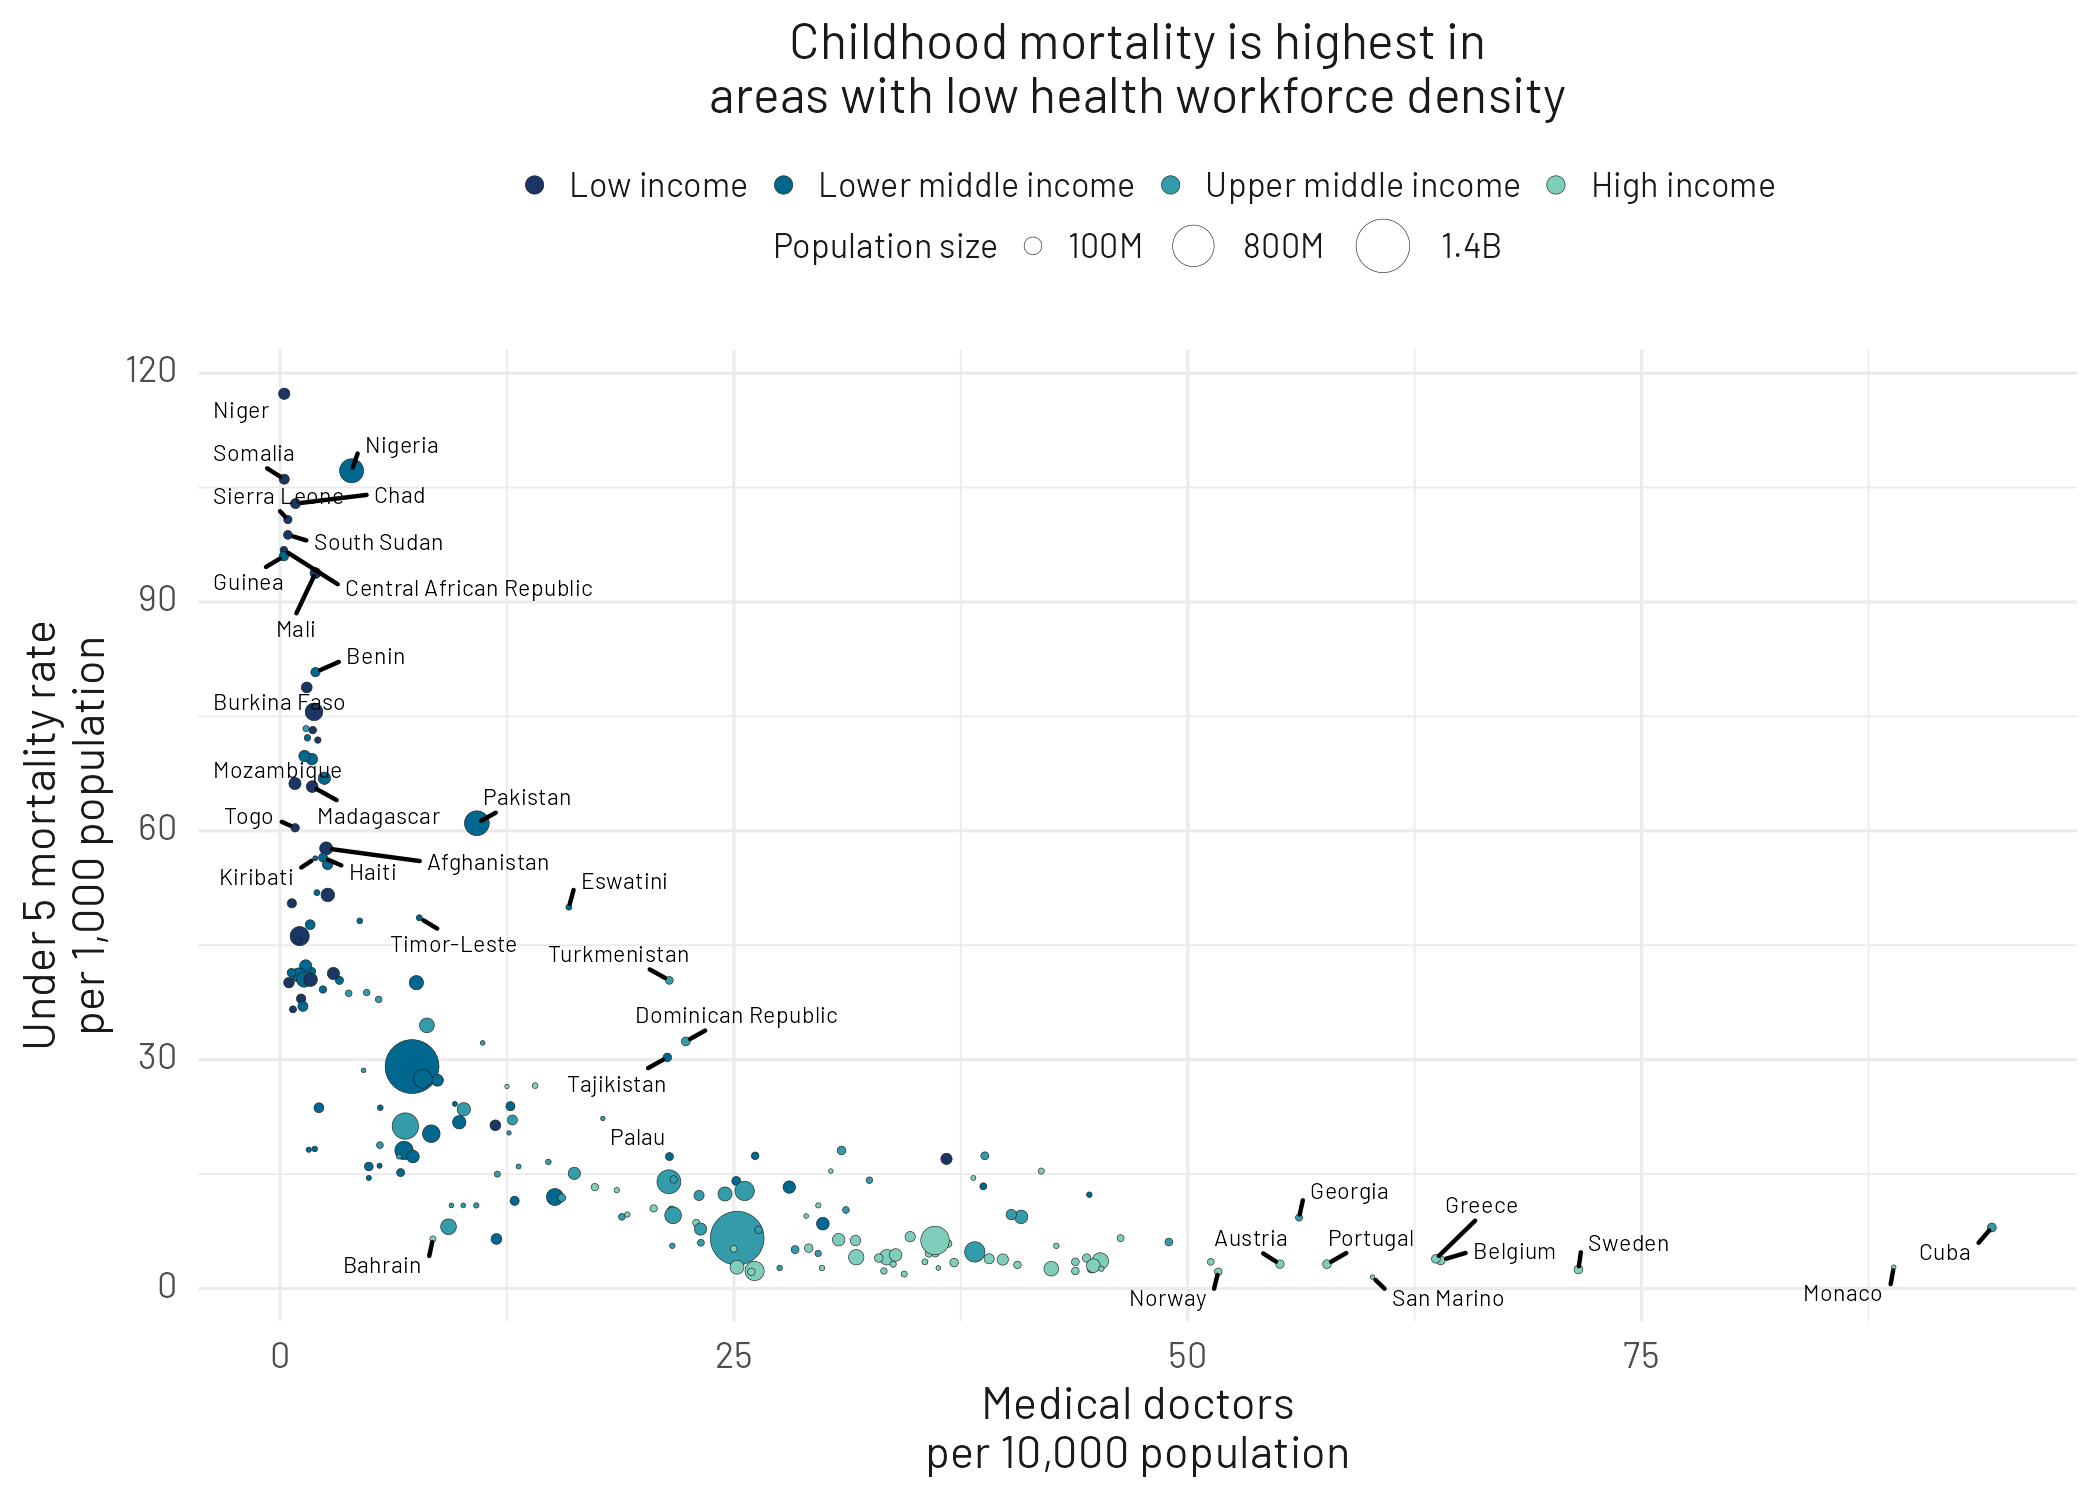 Childhood mortality is highest in
areas with low health workforce density
Low income
Lower middle income
Upper middle income
High income
Population size
100M
800M
1.4B
Under 5 mortality rate
per 1,000 population
120
90
60
30
0
Niger
Nigeria
Somalia
Sierra Leone
Chad
South Sudan
Guinea
Central African Republic
Mali
Benin
Burkina Faso
Mozambique
Pakistan
Togo
Madagascar
Afghanistan
Kiribati
Haiti
Eswatini
Timor-Leste
Turkmenistan
Dominican Republic
Tajikistan
Palau
Georgia
Greece
Austria
Portugal
Belgium
Sweden
Cuba
Bahrain
Norway
San Marino
Monaco
0
25
50
75
Medical doctors
per 10,000 population